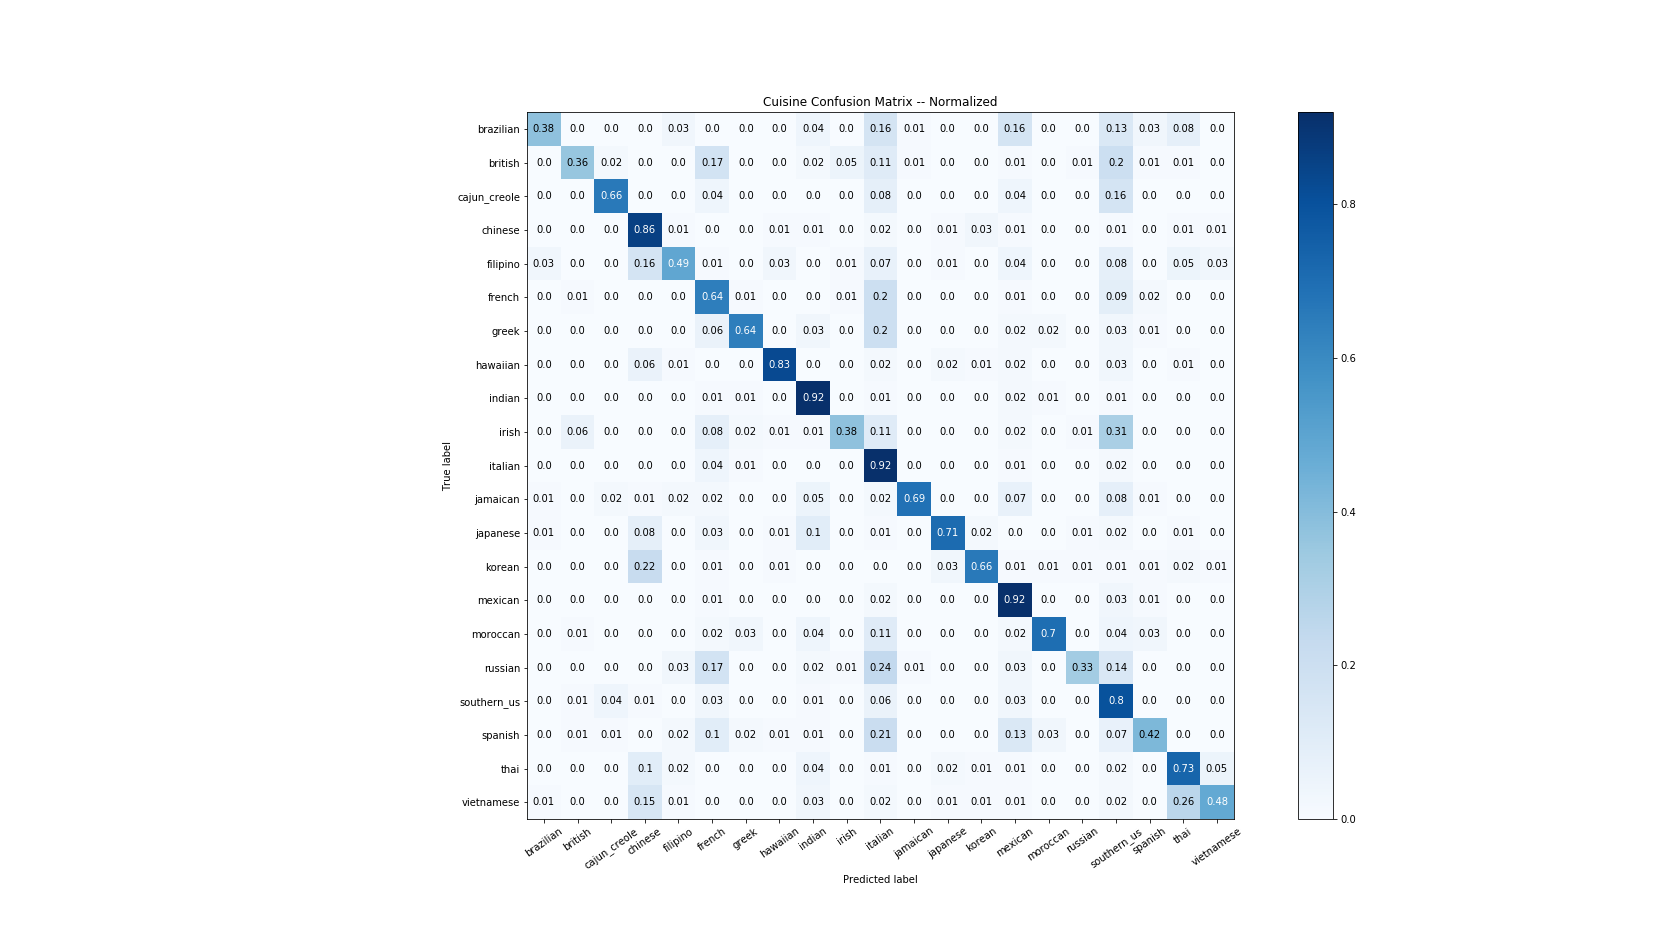 Cuisine Confusion Matrix -- Normalized
brazilian 0.38 0.0 0.0 0.0 0.03 0.0 0.0 0.0 0.04 0.0 0.16 0.01 0.0 0.0 0.16 0.0 0.0 0.13 0.03 0.08 0.0
british 0.0 0.36 0.02 0.0 0.0 0.17 0.0 0.0 0.02 0.05 0.11 0.01 0.0 0.0 0.01 0.0 0.01 0.2 0.01 0.01 0.0
cajun_creole 0.0 0.0 0.66 0.0 0.0 0.04 0.0 0.0 0.0 0.0 0.08 0.0 0.0 0.0 0.04 0.0 0.0 0.16 0.0 0.0 0.0
chinese 0.0 0.0 0.0 0.86 0.01 0.0 0.0 0.01 0.01 0.0 0.02 0.0 0.01 0.03 0.01 0.0 0.0 0.01 0.0 0.01 0.01
0.8
filipino 0.03 0.0 0.0 0.16 0.49 0.01 0.0 0.03 0.0 0.01 0.07 0.0 0.01 0.0 0.04 0.0 0.0 0.08 0.0 0.05 0.03
french 0.0 0.01 0.0 0.0 0.0 0.64 0.01 0.0 0.0 0.01 0.2 0.0 0.0 0.0 0.01 0.0 0.0 0.09 0.02 0.0 0.0
greek 0.0 0.0 0.0 0.0 0.0 0.06 0.64 0.0 0.03 0.0 0.2 0.0 0.0 0.0 0.02 0.02 0.0 0.03 0.01 0.0 0.0
hawaiian 0.0 0.0 0.0 0.06 0.01 0.0 0.0 0.83 0.0 0.0 0.02 0.0 0.02 0.01 0.02 0.0 0.0 0.03 0.0 0.01 0.0
0.6
indian 0.0 0.0 0.0 0.0 0.0 0.01 0.01 0.0 0.92 0.0 0.01 0.0 0.0 0.0 0.02 0.01 0.0 0.01 0.0 0.0 0.0
irish 0.0 0.06 0.0 0.0 0.0 0.08 0.02 0.01 0.01 0.38 0.11 0.0 0.0 0.0 0.02 0.0 0.01 0.31 0.0 0.0 0.0
True label
italian 0.0 0.0 0.0 0.0 0.0 0.04 0.01 0.0 0.0 0.0 0.92 0.0 0.0 0.0 0.01 0.0 0.0 0.02 0.0 0.0 0.0
jamaican 0.01 0.0 0.02 0.01 0.02 0.02 0.0 0.0 0.05 0.0 0.02 0.69 0.0 0.0 0.07 0.0 0.0 0.08 0.01 0.0 0.0
0.4
japanese 0.01 0.0 0.0 0.08 0.0 0.03 0.0 0.01 0.1 0.0 0.01 0.0 0.71 0.02 0.0 0.0 0.01 0.02 0.0 0.01 0.0
korean 0.0 0.0 0.0 0.22 0.0 0.01 0.0 0.01 0.0 0.0 0.0 0.0 0.03 0.66 0.01 0.01 0.01 0.01 0.01 0.02 0.01
mexican 0.0 0.0 0.0 0.0 0.0 0.01 0.0 0.0 0.0 0.0 0.02 0.0 0.0 0.0 0.92 0.0 0.0 0.03 0.01 0.0 0.0
moroccan 0.0 0.01 0.0 0.0 0.0 0.02 0.03 0.0 0.04 0.0 0.11 0.0 0.0 0.0 0.02 0.7 0.0 0.04 0.03 0.0 0.0
russian 0.0 0.0 0.0 0.0 0.03 0.17 0.0 0.0 0.02 0.01 0.24 0.01 0.0 0.0 0.03 0.0 0.33 0.14 0.0 0.0 0.0
0.2
southern_us 0.0 0.01 0.04 0.01 0.0 0.03 0.0 0.0 0.01 0.0 0.06 0.0 0.0 0.0 0.03 0.0 0.0 0.8 0.0 0.0 0.0
spanish 0.0 0.01 0.01 0.0 0.02 0.1 0.02 0.01 0.01 0.0 0.21 0.0 0.0 0.0 0.13 0.03 0.0 0.07 0.42 0.0 0.0
thai 0.0 0.0 0.0 0.1 0.02 0.0 0.0 0.0 0.04 0.0 0.01 0.0 0.02 0.01 0.01 0.0 0.0 0.02 0.0 0.73 0.05
vietnamese 0.01 0.0 0.0 0.15 0.01 0.0 0.0 0.0 0.03 0.0 0.02 0.0 0.01 0.01 0.01 0.0 0.0 0.02 0.0 0.26 0.48
0.0
brazilian british cajun_creole chinese filipino french greek hawaiian indian irish italian jamaican japanese korean mexican moroccan russian southern_us spanish thai vietnamese
Predicted label